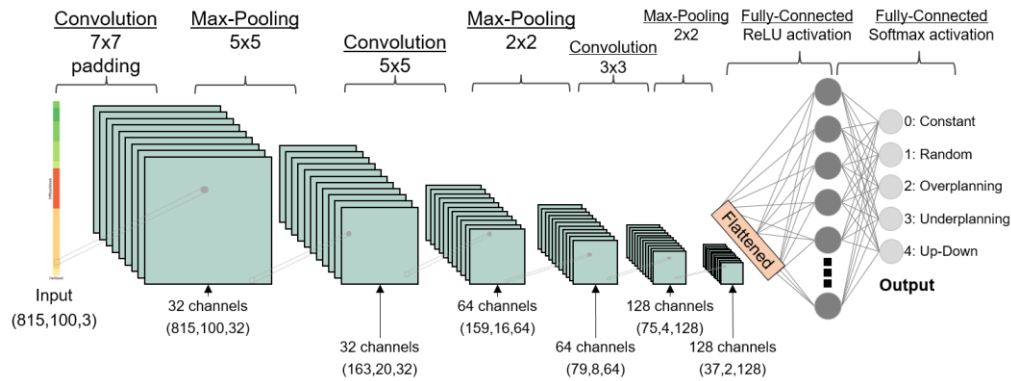 Convolution
7x7
padding
Max-Pooling
5x5
Convolution
5x5
Max-Pooling
2x2
Convolution
3x3
Max-Pooling
2x2
Fully-Connected
ReLU activation
Fully-Connected
Softmax activation
Input
(815,100,3)
32 channels
(815,100,32)
32 channels
(163,20,32)
64 channels
(159,16,64)
64 channels
(79,8,64)
128 channels
(75,4,128)
128 channels
(37,2,128)
Flattened
0: Constant
1: Random
2: Overplanning
3: Underplanning
4: Up-Down
Output